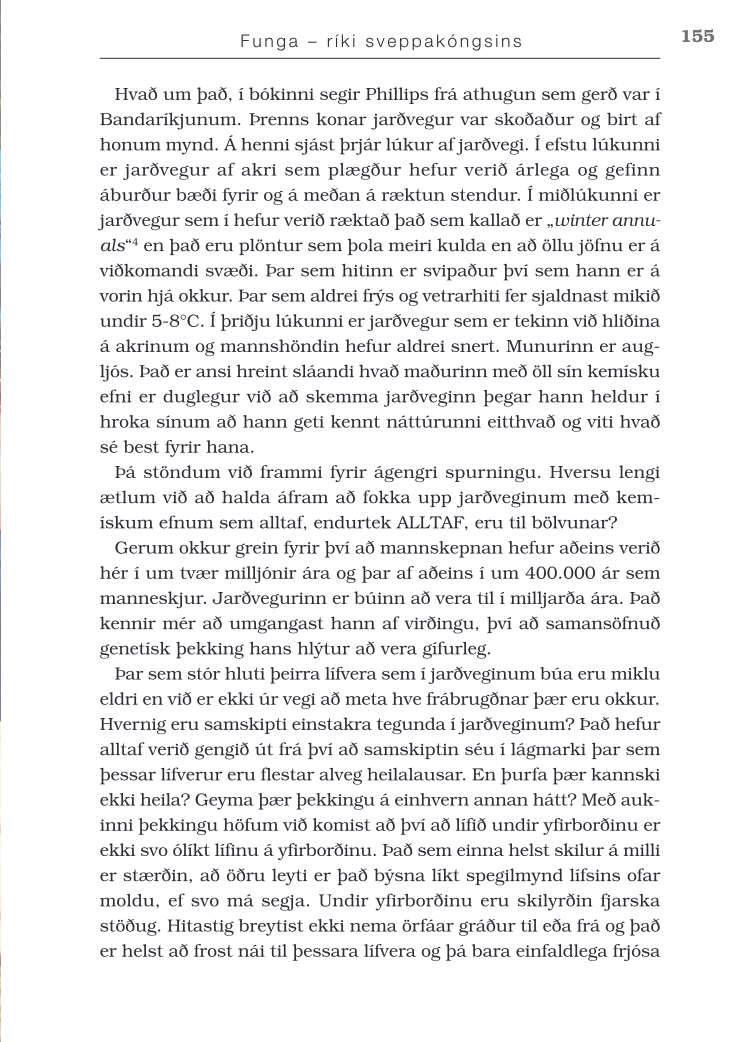 Funga – ríki sveppakóngsins
155
Hvað um það, í bókinni segir Phillips frá athugun sem gerð var í
Bandaríkjunum. Þrenns konar jarðvegur var skoðaður og birt af
honum mynd. Á henni sjást þrjár lúkur af jarðvegi. Í efstu lúkunni
er jarðvegur af akri sem plægður hefur verið árlega og gefinn
áburður bæði fyrir og á meðan á ræktun stendur. Í miðlúkunni er
jarðvegur sem í hefur verið ræktað það sem kallað er „winter annu-
als“⁴ en það eru plöntur sem þola meiri kulda en að öllu jöfnu er á
viðkomandi svæði. Þar sem hitinn er svipaður því sem hann er á
vorin hjá okkur. Þar sem aldrei frýs og vetrarhiti fer sjaldnast mikið
undir 5-8°C. Í þriðju lúkunni er jarðvegur sem er tekinn við hliðina
á akrinum og mannshöndin hefur aldrei snert. Munurinn er aug-
ljós. Það er ansi hreint sláandi hvað maðurinn með öll sín kemísku
efni er duglegur við að skemma jarðveginn þegar hann heldur í
hroka sínum að hann geti kennt náttúrunni eitthvað og viti hvað
sé best fyrir hana.
Þá stöndum við frammi fyrir ágengri spurningu. Hversu lengi
ætlum við að halda áfram að fokka upp jarðveginum með kem-
ískum efnum sem alltaf, endurtek ALLTAF, eru til bölvunar?
Gerum okkur grein fyrir því að mannskepnan hefur aðeins verið
hér í um tvær milljónir ára og þar af aðeins í um 400.000 ár sem
manneskjur. Jarðvegurinn er búinn að vera til í milljarða ára. Það
kennir mér að umgangast hann af virðingu, því að samansöfnuð
genetísk þekking hans hlýtur að vera gífurleg.
Þar sem stór hluti þeirra lífvera sem í jarðveginum búa eru miklu
eldri en við er ekki úr vegi að meta hve frábrugðnar þær eru okkur.
Hvernig eru samskipti einstakra tegunda í jarðveginum? Það hefur
alltaf verið gengið út frá því að samskiptin séu í lágmarki þar sem
þessar lífverur eru flestar alveg heilalausar. En þurfa þær kannski
ekki heila? Geyma þær þekkingu á einhvern annan hátt? Með auk-
inni þekkingu höfum við komist að því að lífið undir yfirborðinu er
ekki svo ólíkt lífinu á yfirborðinu. Það sem einna helst skilur á milli
er stærðin, að öðru leyti er það býsna líkt spegilmynd lífsins ofar
moldu, ef svo má segja. Undir yfirborðinu eru skilyrðin fjarska
stöðug. Hitastig breytist ekki nema örfáar gráður til eða frá og það
er helst að frost nái til þessara lífvera og þá bara einfaldlega frjósa